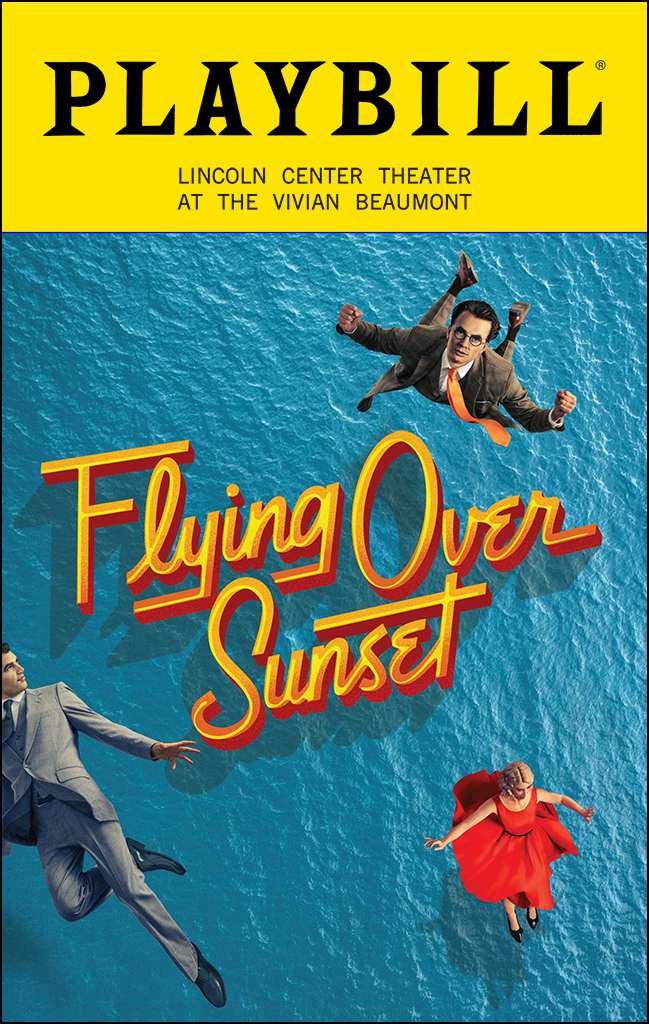 PLAYBILL®
LINCOLN CENTER THEATER
AT THE VIVIAN BEAUMONT
Flying Over
Sunset